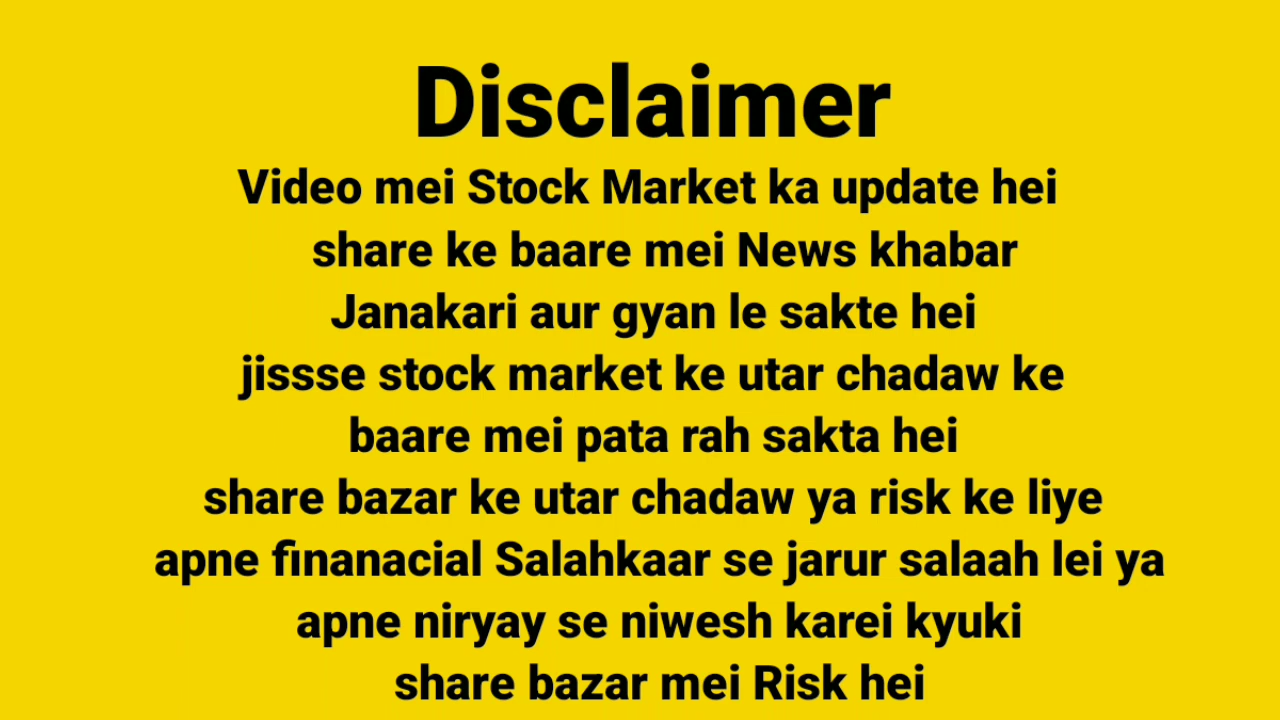 Disclaimer
Video mei Stock Market ka update hei
share ke baare mei News khabar
Janakari aur gyan le sakte hei
jissse stock market ke utar chadaw ke
baare mei pata rah sakta hei
share bazar ke utar chadaw ya risk ke liye
apne finanacial Salahkaar se jarur salaah lei ya
apne niryay se niwesh karei kyuki
share bazar mei Risk hei